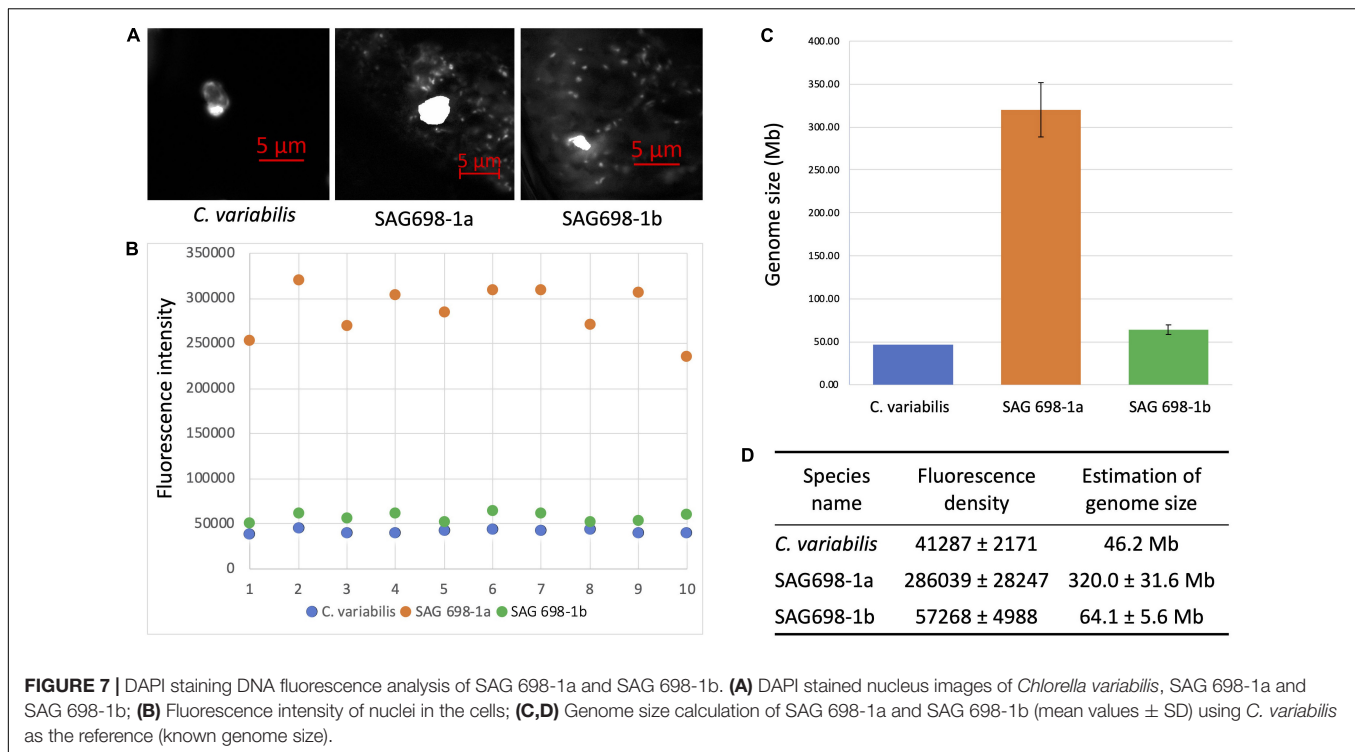 A
5 µm
5 µm
5 µm
C. variabilis
SAG698-1a
SAG698-1b
B
Fluorescence intensity
350000
300000
250000
200000
150000
100000
50000
0
1 2 3 4 5 6 7 8 9 10
C. variabilis SAG 698-1a SAG 698-1b
C
Genome size (Mb)
400.00
350.00
300.00
250.00
200.00
150.00
100.00
50.00
0.00
C. variabilis SAG 698-1a SAG 698-1b
D
Species name Fluorescence density Estimation of genome size
C. variabilis 41287 ± 2171 46.2 Mb
SAG698-1a 286039 ± 28247 320.0 ± 31.6 Mb
SAG698-1b 57268 ± 4988 64.1 ± 5.6 Mb
FIGURE 7 | DAPI staining DNA fluorescence analysis of SAG 698-1a and SAG 698-1b. (A) DAPI stained nucleus images of Chlorella variabilis, SAG 698-1a and
SAG 698-1b; (B) Fluorescence intensity of nuclei in the cells; (C,D) Genome size calculation of SAG 698-1a and SAG 698-1b (mean values ± SD) using C. variabilis
as the reference (known genome size).